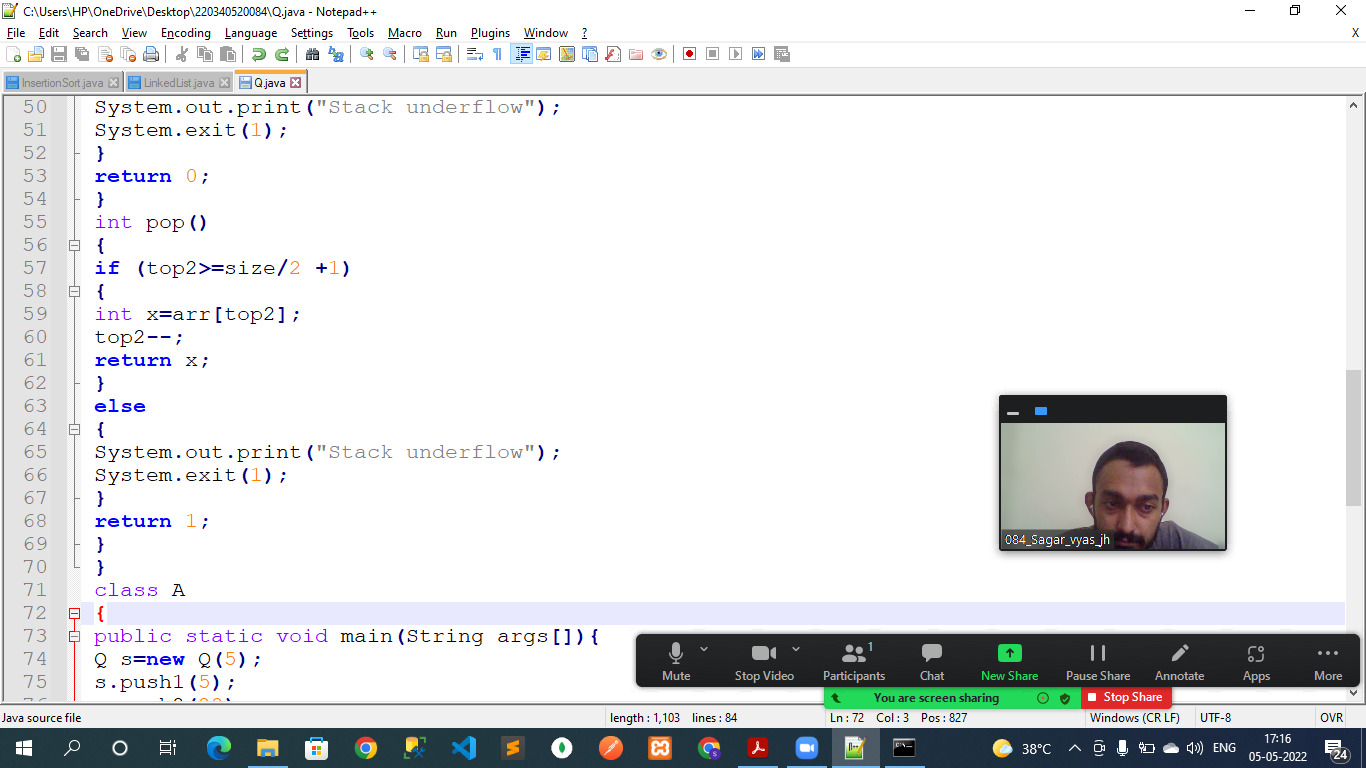 C:\Users\HP\OneDrive\Desktop\220340520084\Q.java - Notepad++
File Edit Search View Encoding Language Settings Tools Macro Run Plugins Window ? X
InsertionSort.java LinkedList.java Q.java
50 System.out.print("Stack underflow");
51 System.exit(1);
52 }
53 return 0;
54 }
55 int pop()
56 {
57 if (top2>=size/2 +1)
58 {
59 int x=arr[top2];
60 top2--;
61 return x;
62 }
63 else
64 {
65 System.out.print("Stack underflow");
66 System.exit(1);
67 }
68 return 1;
69 }
70 }
71 class A
72 {
73 public static void main(String args[]){
74 Q s=new Q(5);
75 s.push1(5);
084_Sagar_vyas_jh
1
Mute Stop Video Participants Chat New Share Pause Share Annotate Apps More
You are screen sharing Stop Share
Java source file length : 1,103 lines : 84 Ln : 72 Col : 3 Pos : 827 Windows (CR LF) UTF-8 OVR
38°C ENG 17:16
05-05-2022 24